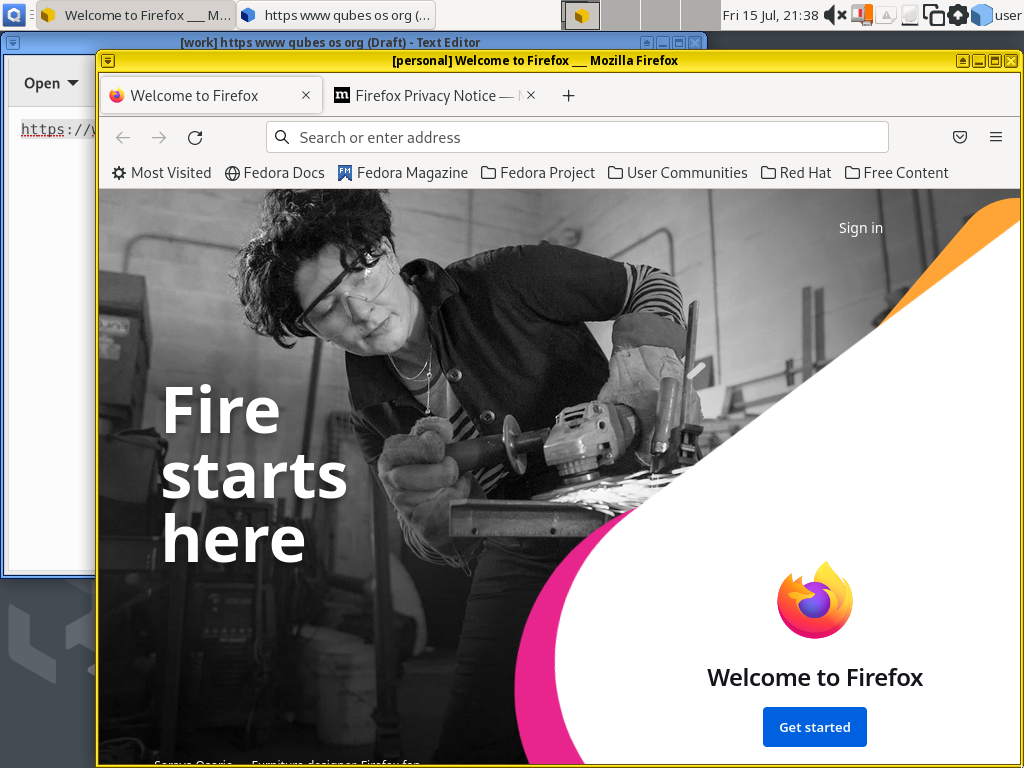 Welcome to Firefox ___ M...
https www qubes os org (...
Fri 15 Jul, 21:38
user
[work] https www qubes os org (Draft) - Text Editor
[personal] Welcome to Firefox ___ Mozilla Firefox
Open
https://
Welcome to Firefox
Firefox Privacy Notice —
Search or enter address
Most Visited
Fedora Docs
Fedora Magazine
Fedora Project
User Communities
Red Hat
Free Content
Sign in
Fire
starts
here
Welcome to Firefox
Get started